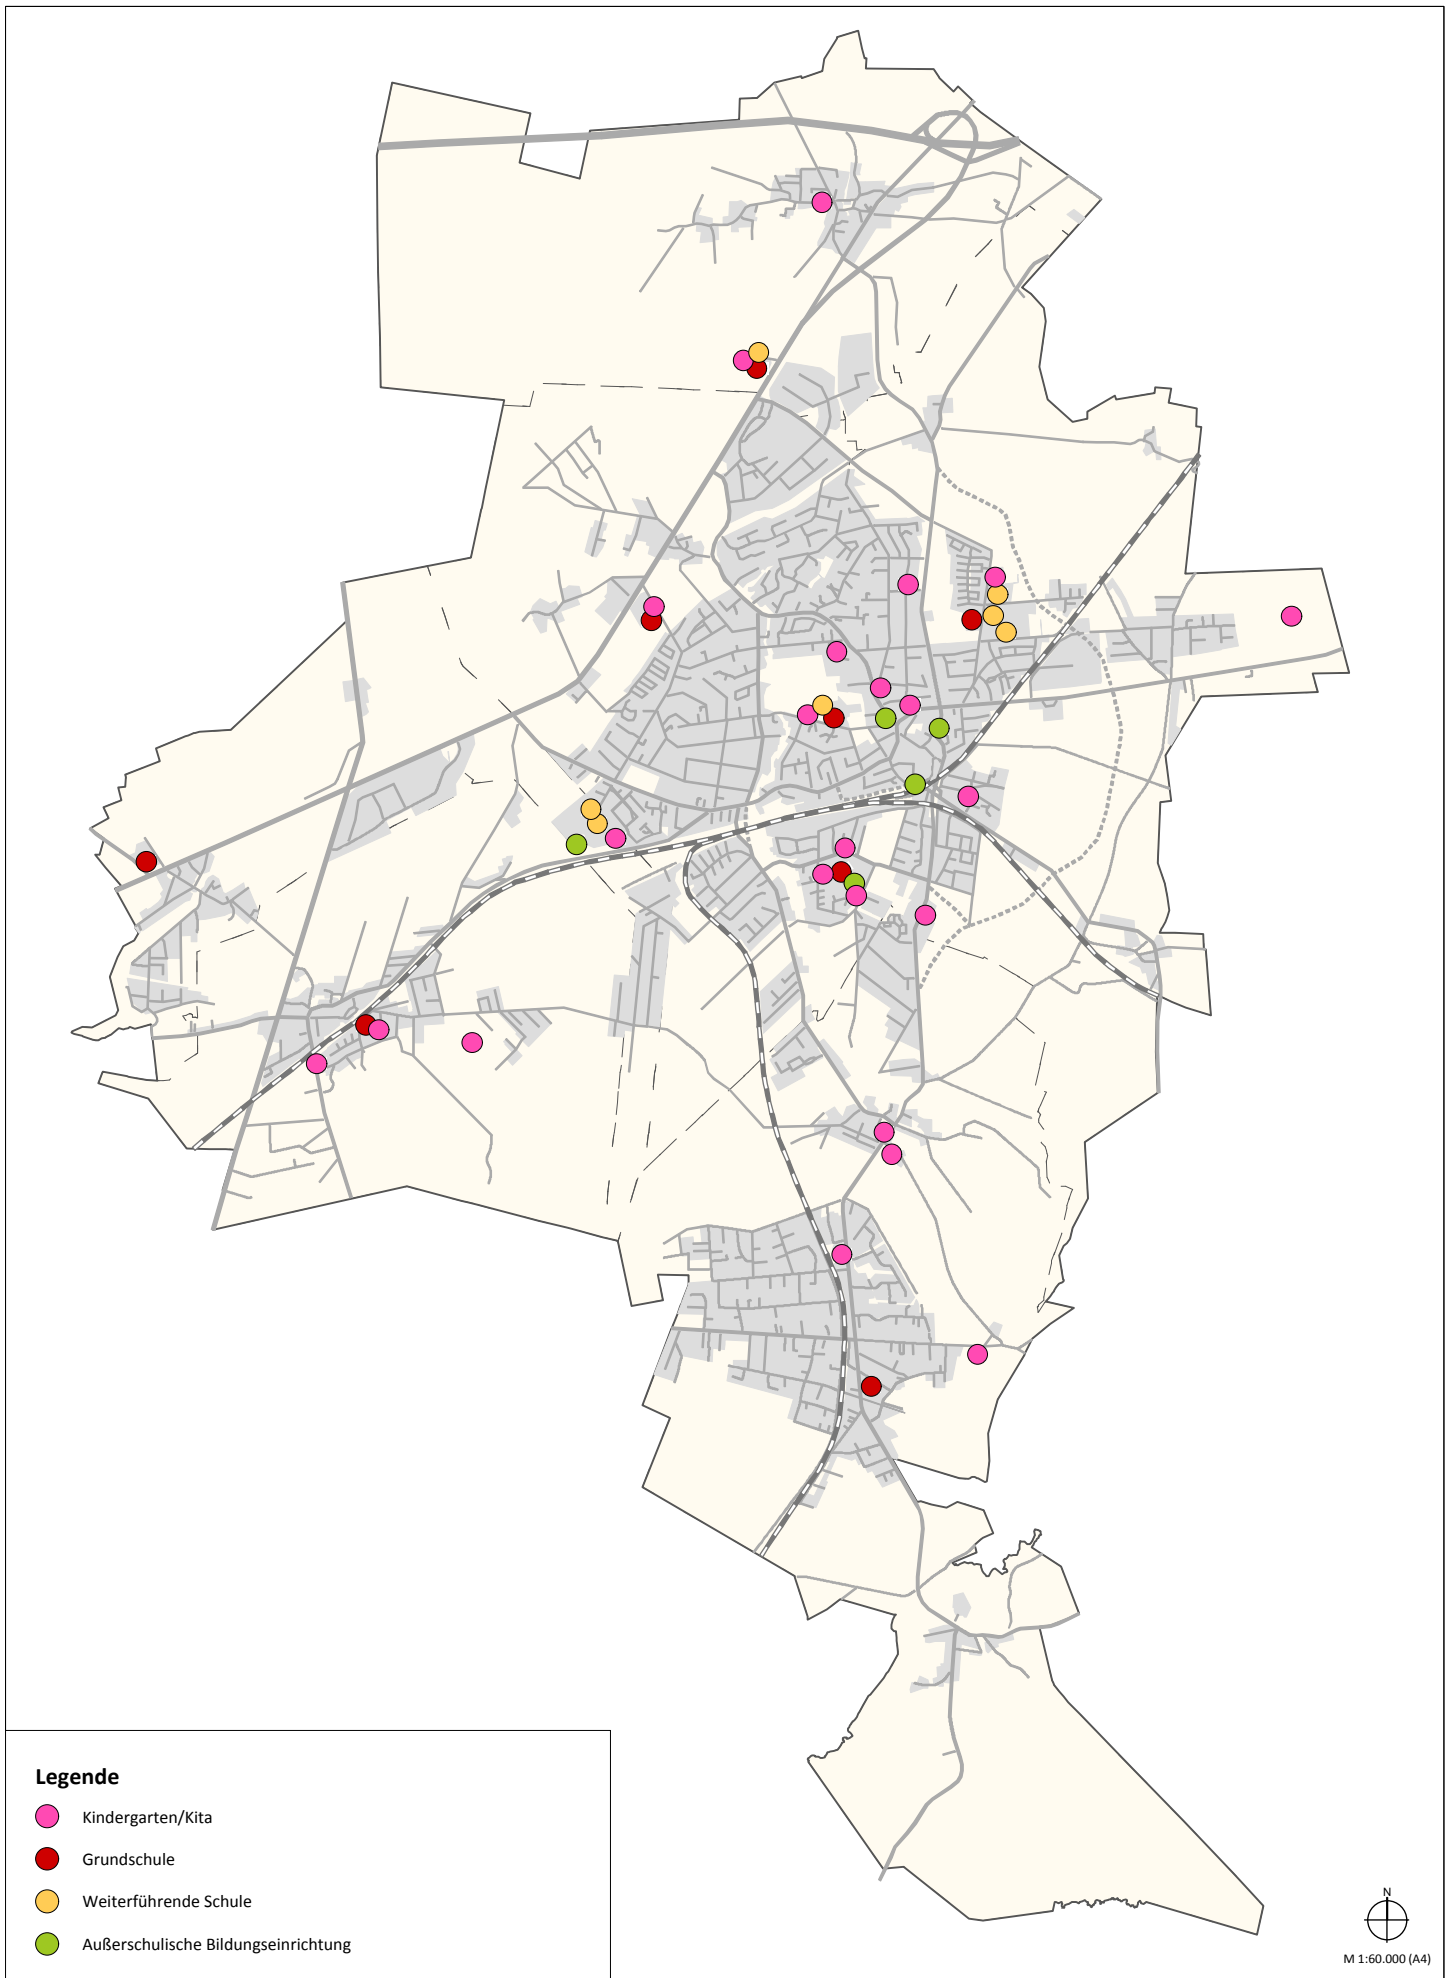 Legende
Kindergarten/Kita
Grundschule
Weiterführende Schule
Außerschulische Bildungseinrichtung
N
M 1:60.000 (A4)